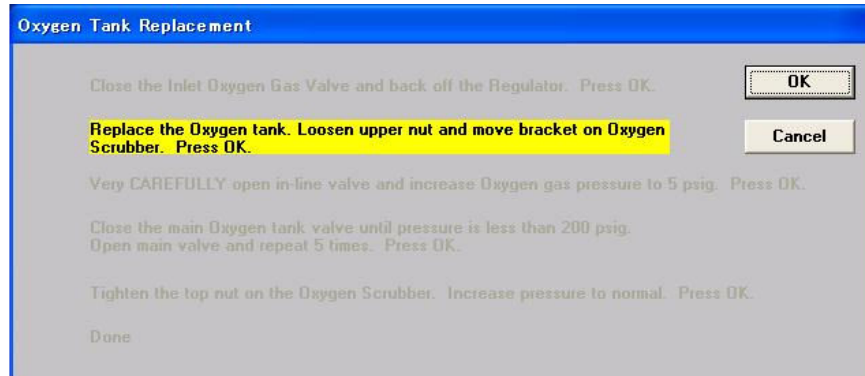 Oxygen Tank Replacement
Close the Inlet Oxygen Gas Valve and back off the Regulator. Press OK.
OK
Replace the Oxygen tank. Loosen upper nut and move bracket on Oxygen
Scrubber. Press OK.
Cancel
Very CAREFULLY open in-line valve and increase Oxygen gas pressure to 5 psig. Press OK.
Close the main Oxygen tank valve until pressure is less than 200 psig.
Open main valve and repeat 5 times. Press OK.
Tighten the top nut on the Oxygen Scrubber. Increase pressure to normal. Press OK.
Done